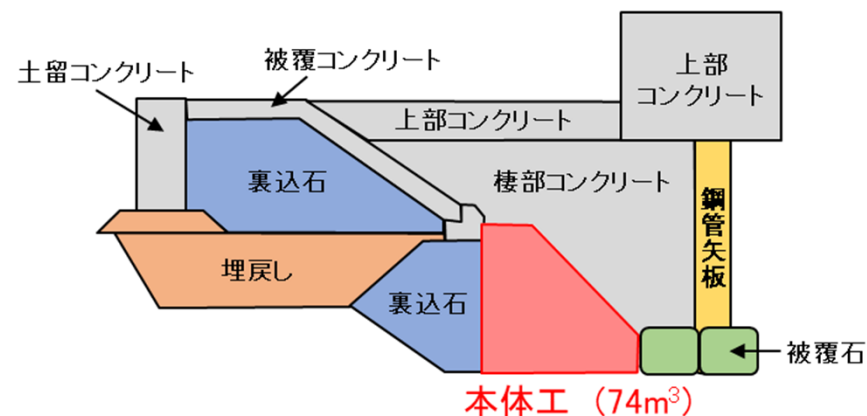 土留コンクリート
被覆コンクリート
上部
コンクリート
上部コンクリート
裏込石
棲部コンクリート
鋼管矢板
埋戻し
裏込石
被覆石
本体工（74m³）